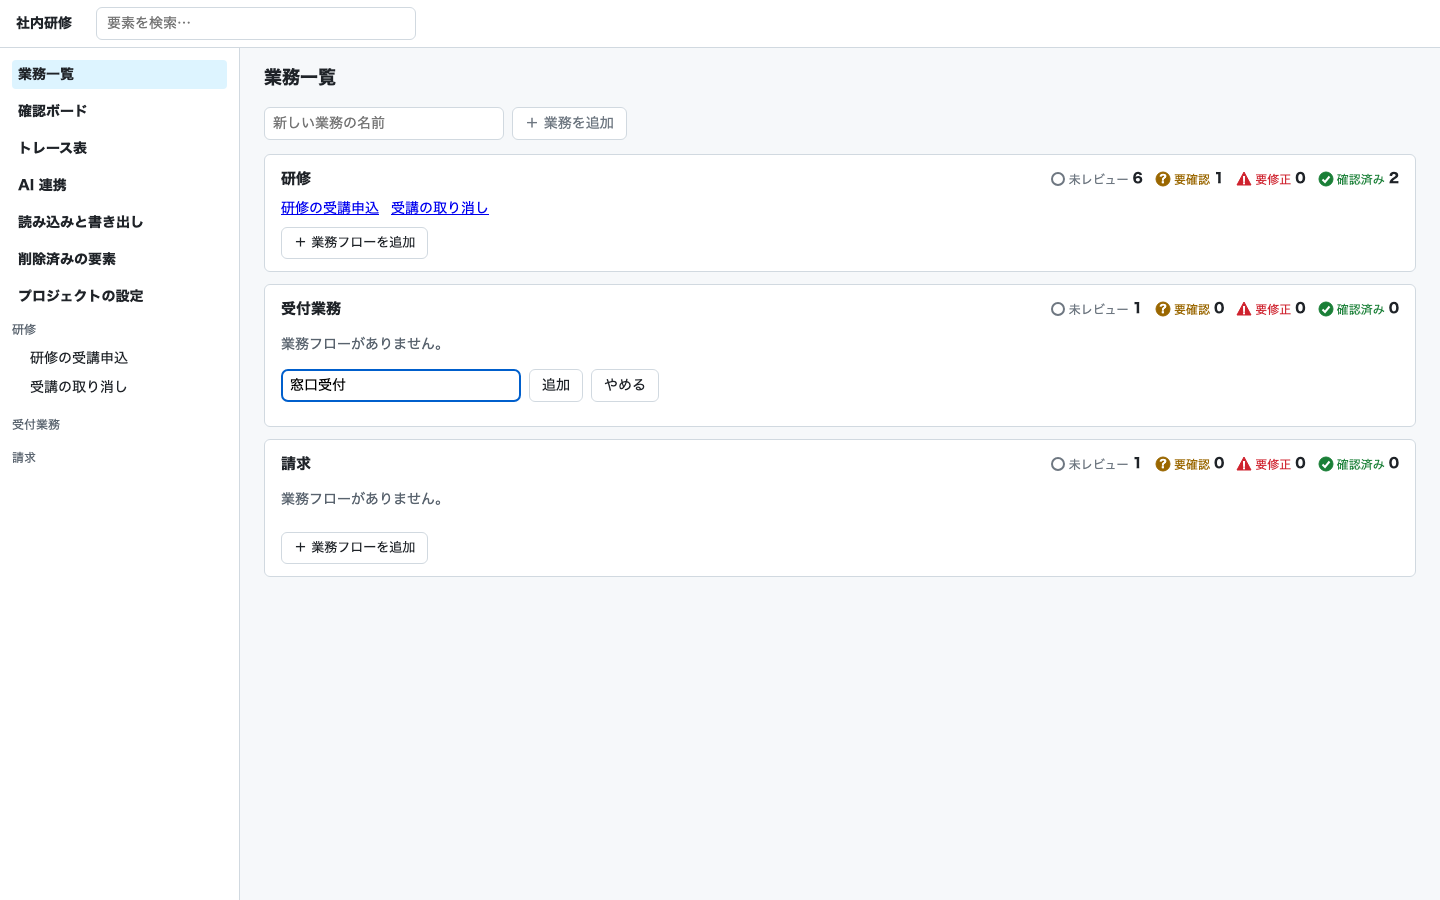 社内研修
要素を検索…
業務一覧
確認ボード
トレース表
AI 連携
読み込みと書き出し
削除済みの要素
プロジェクトの設定
研修
研修の受講申込
受講の取り消し
受付業務
請求
業務一覧
新しい業務の名前
＋ 業務を追加
研修
未レビュー 6 要確認 1 要修正 0 確認済み 2
研修の受講申込 受講の取り消し
＋ 業務フローを追加
受付業務
未レビュー 1 要確認 0 要修正 0 確認済み 0
業務フローがありません。
窓口受付
追加
やめる
請求
未レビュー 1 要確認 0 要修正 0 確認済み 0
業務フローがありません。
＋ 業務フローを追加